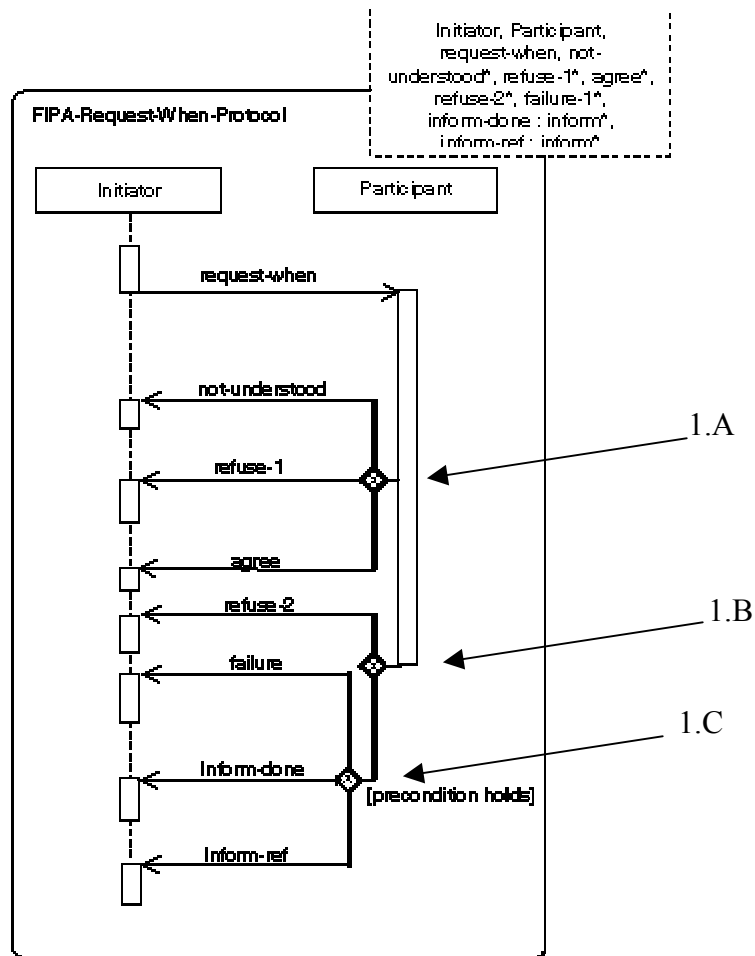 Initiator, Participant,
request-when, not-
understood*, refuse-1*, agree*,
refuse-2*, failure-1*,
inform-done : inform*,
inform-ref : inform*
FIPA-Request-When-Protocol
Initiator
Participant
request-when
not-understood
1.A
refuse-1
agree
refuse-2
1.B
failure
1.C
Inform-done
[precondition holds]
Inform-ref